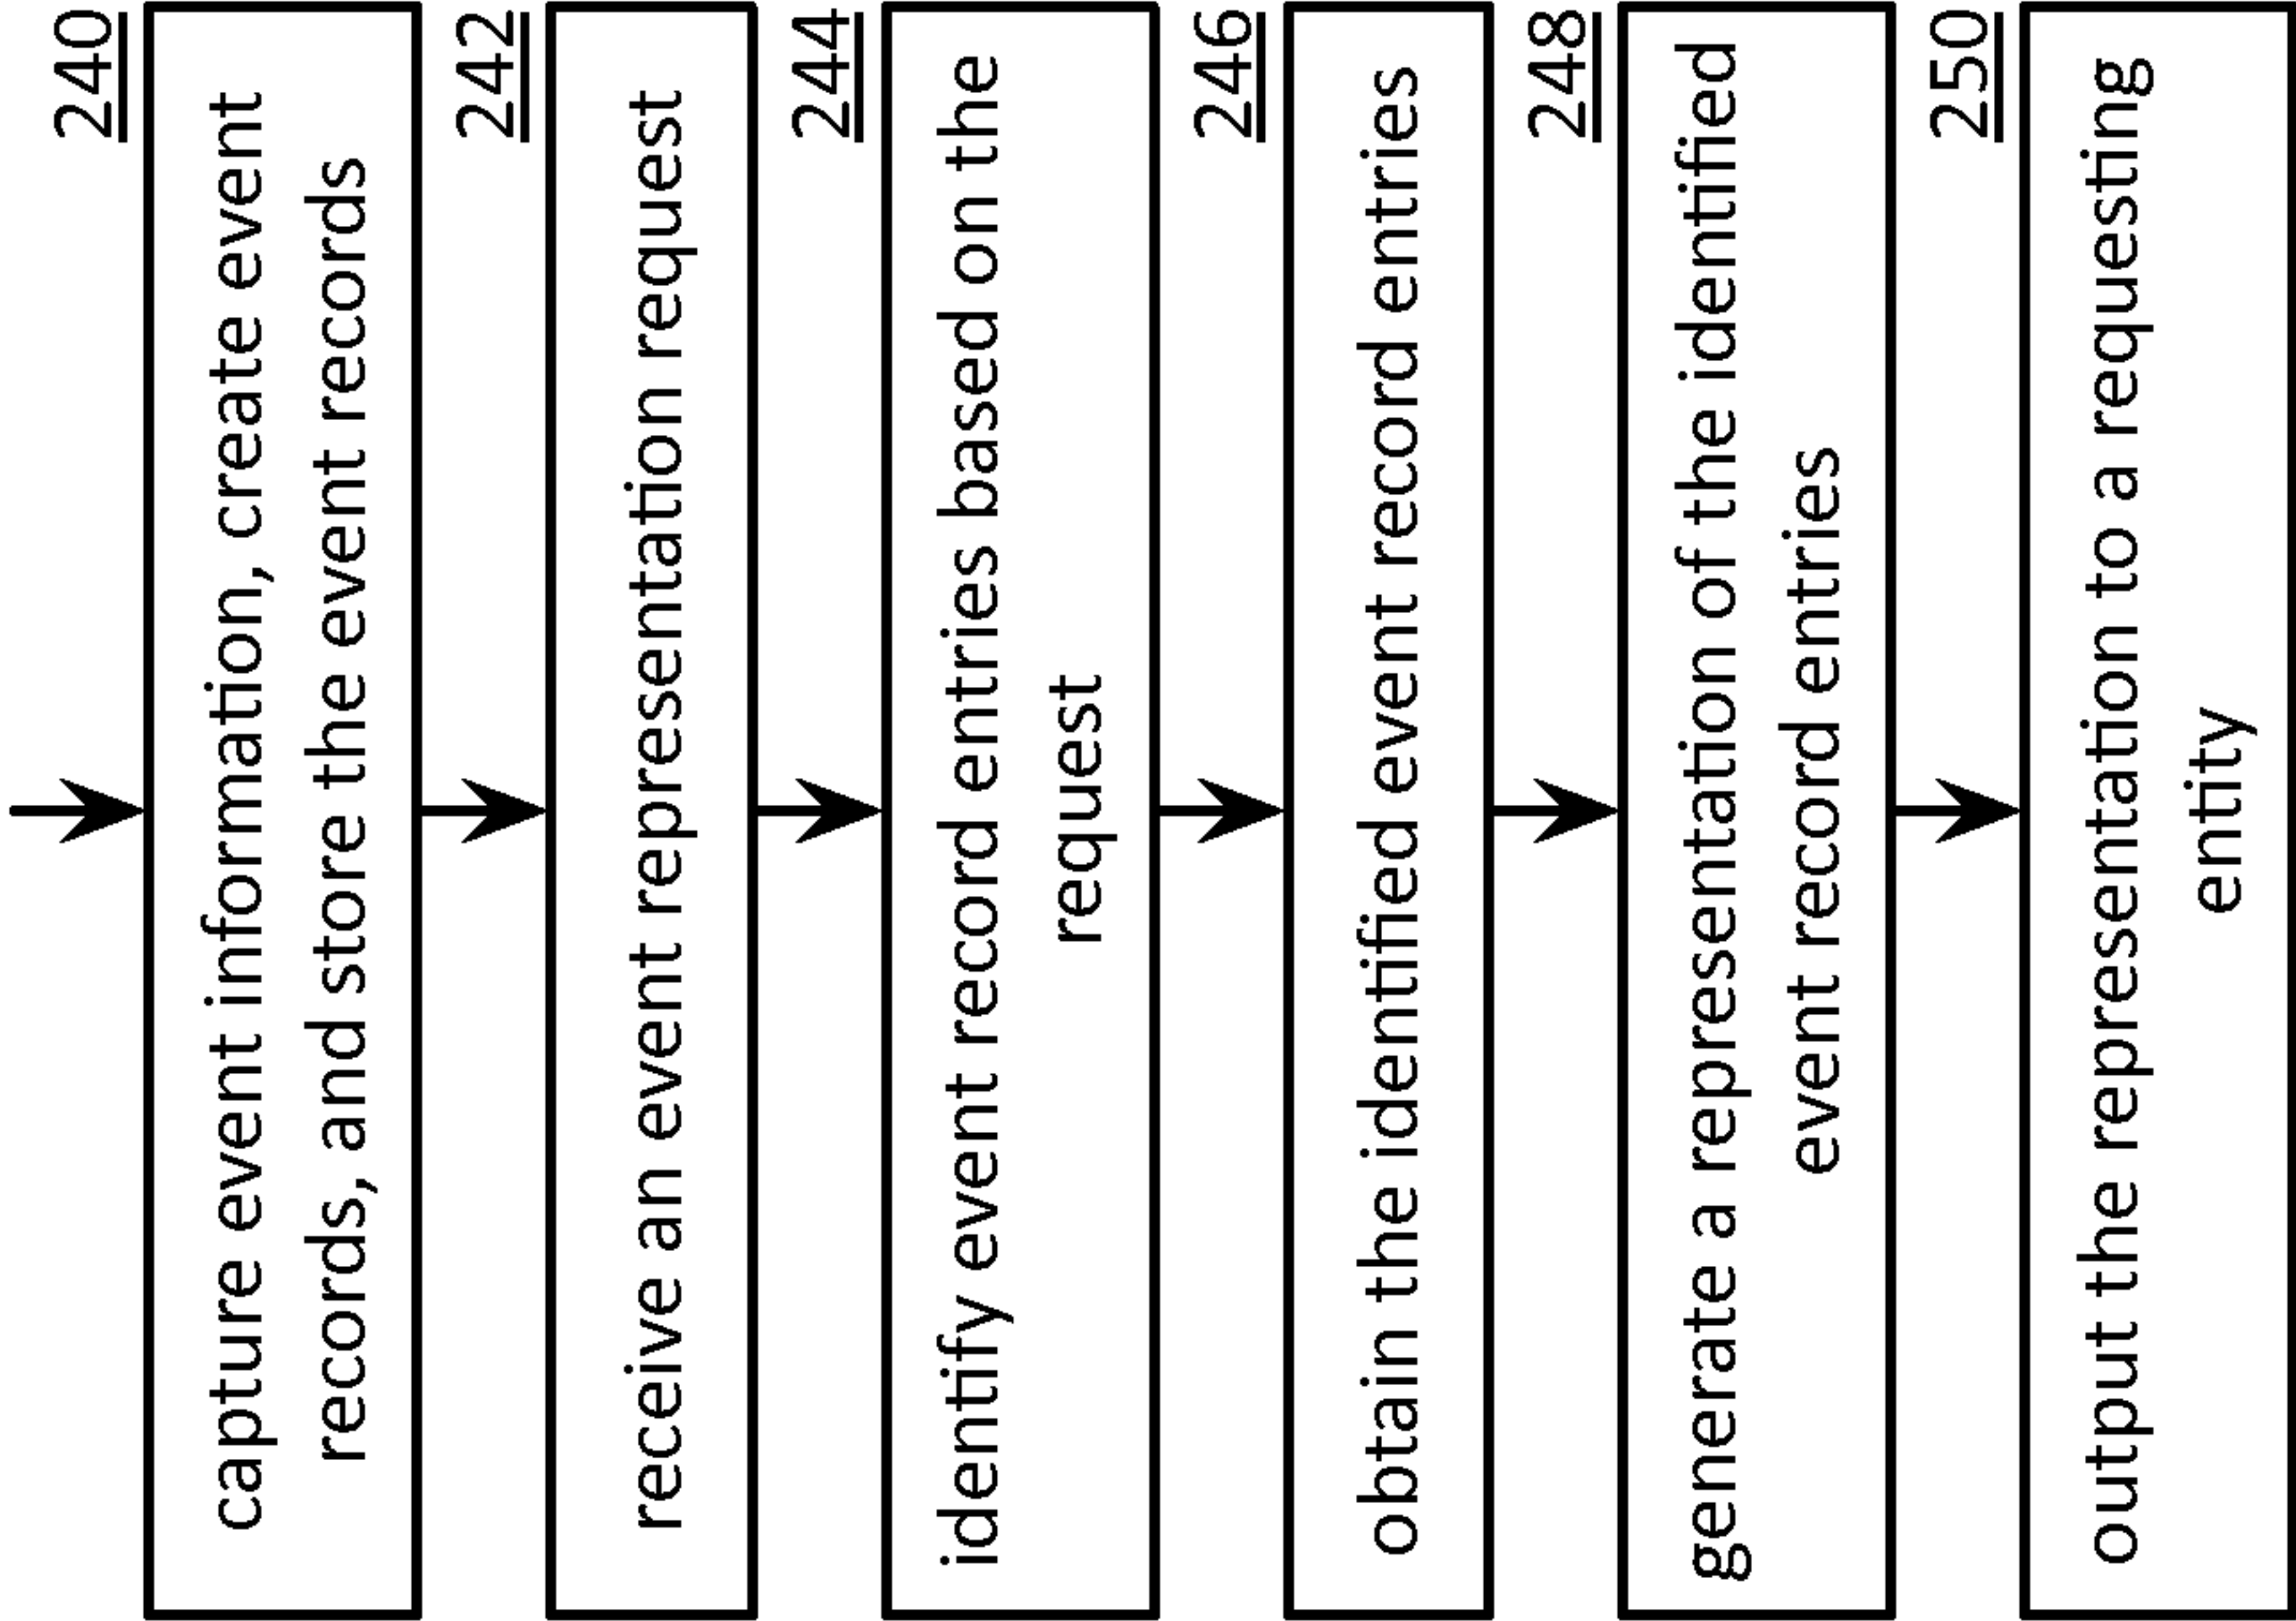 240
capture event information, create event
records, and store the event records
242
receive an event representation request
244
identify event record entries based on the
request
246
obtain the identified event record entries
248
generate a representation of the identified
event record entries
250
output the representation to a requesting
entity